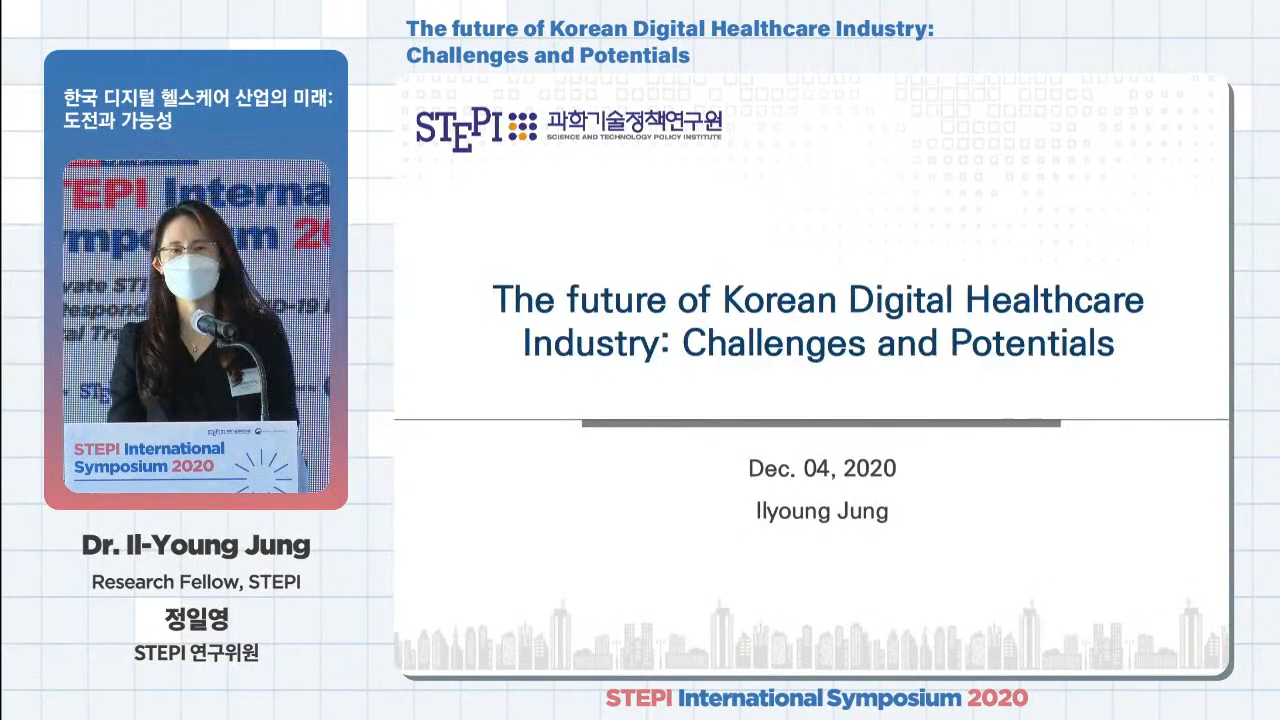 The future of Korean Digital Healthcare Industry:
Challenges and Potentials
한국 디지털 헬스케어 산업의 미래:
도전과 가능성
TEPI Interna
STEPI International
Symposium 2020
Dr. Il-Young Jung
Research Fellow, STEPI
정일영
STEPI 연구위원
STEPI 과학기술정책연구원
SCIENCE AND TECHNOLOGY POLICY INSTITUTE
The future of Korean Digital Healthcare
Industry: Challenges and Potentials
Dec. 04, 2020
Ilyoung Jung
STEPI International Symposium 2020